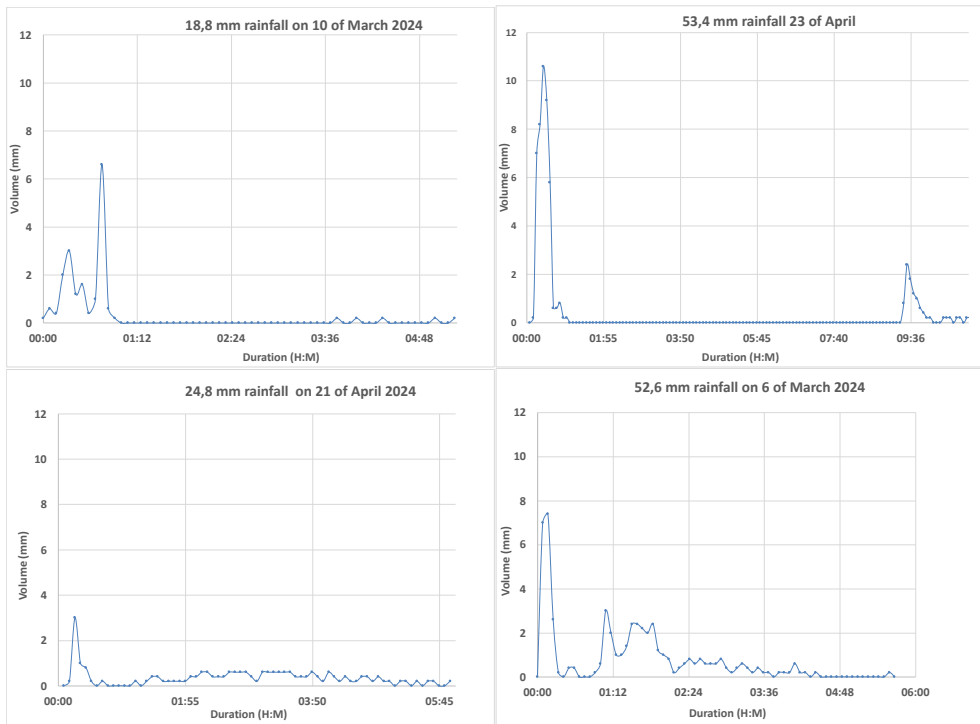 18,8 mm rainfall on 10 of March 2024
12
10
8
6
4
2
0
Volume (mm)
00:00 01:12 02:24 03:36 04:48
Duration (H:M)
53,4 mm rainfall 23 of April
12
10
8
6
4
2
0
Volume (mm)
00:00 01:55 03:50 05:45 07:40 09:36
Duration (H:M)
24,8 mm rainfall on 21 of April 2024
12
10
8
6
4
2
0
Volume (mm)
00:00 01:55 03:50 05:45
Duration (H:M)
52,6 mm rainfall on 6 of March 2024
12
10
8
6
4
2
0
Volume (mm)
00:00 01:12 02:24 03:36 04:48 06:00
Duration (H:M)